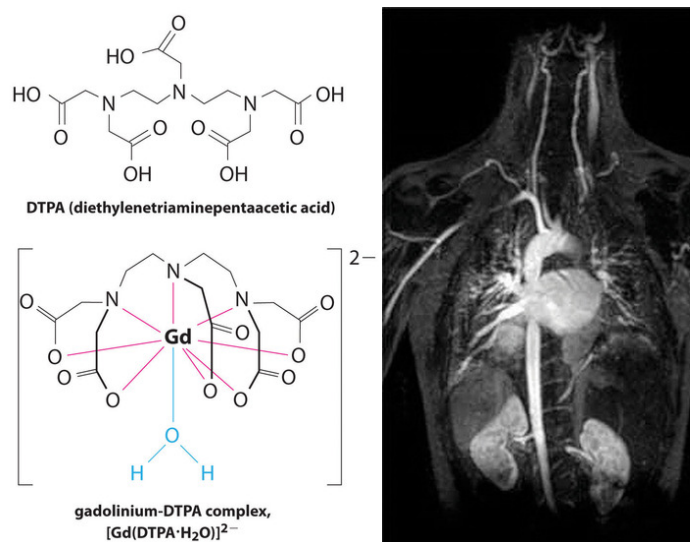 O
HO
HO
O
N
N
N
O
OH
O
O
OH
OH
O
DTPA (diethylenetriaminepentaacetic acid)
2−
N
N
N
O
O
O
O
O
Gd
O
O
O
O
O
O
H
H
gadolinium-DTPA complex,
[Gd(DTPA·H₂O)]²⁻